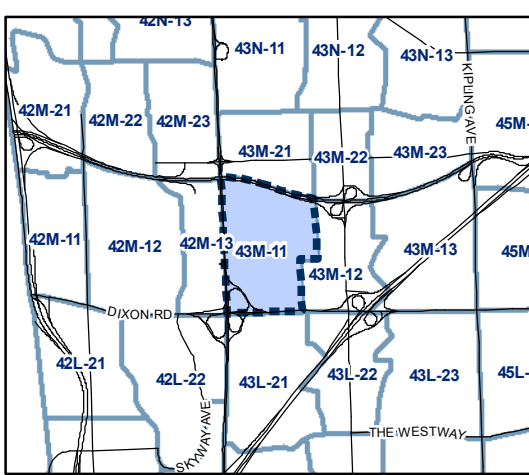 42N-13
43N-11
43N-12
43N-13
KIPLING AVE
42M-21
42M-22
42M-23
45M-
43M-21
43M-22
43M-23
42M-11
42M-12
42M-13
43M-11
43M-12
43M-13
45M
DIXON RD
42L-21
42L-22
43L-21
43L-22
43L-23
45L-
SKYWAY AVE
THE WESTWAY